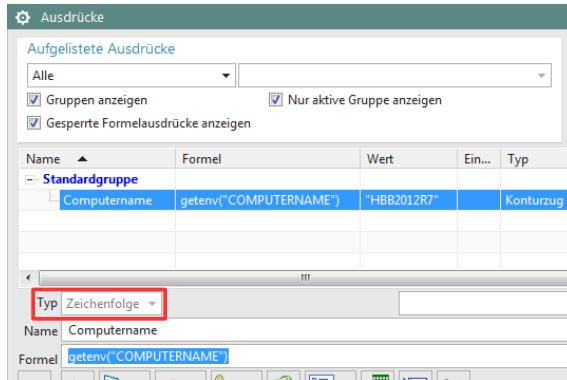 Ausdrücke
Aufgelistete Ausdrücke
Alle
Gruppen anzeigen Nur aktive Gruppe anzeigen
Gesperrte Formelausdrücke anzeigen
Name Formel Wert Ein... Typ
Standardgruppe
Computername getenv("COMPUTERNAME") "HBB2012R7" Konturzug
Typ Zeichenfolge
Name Computername
Formel getenv("COMPUTERNAME")